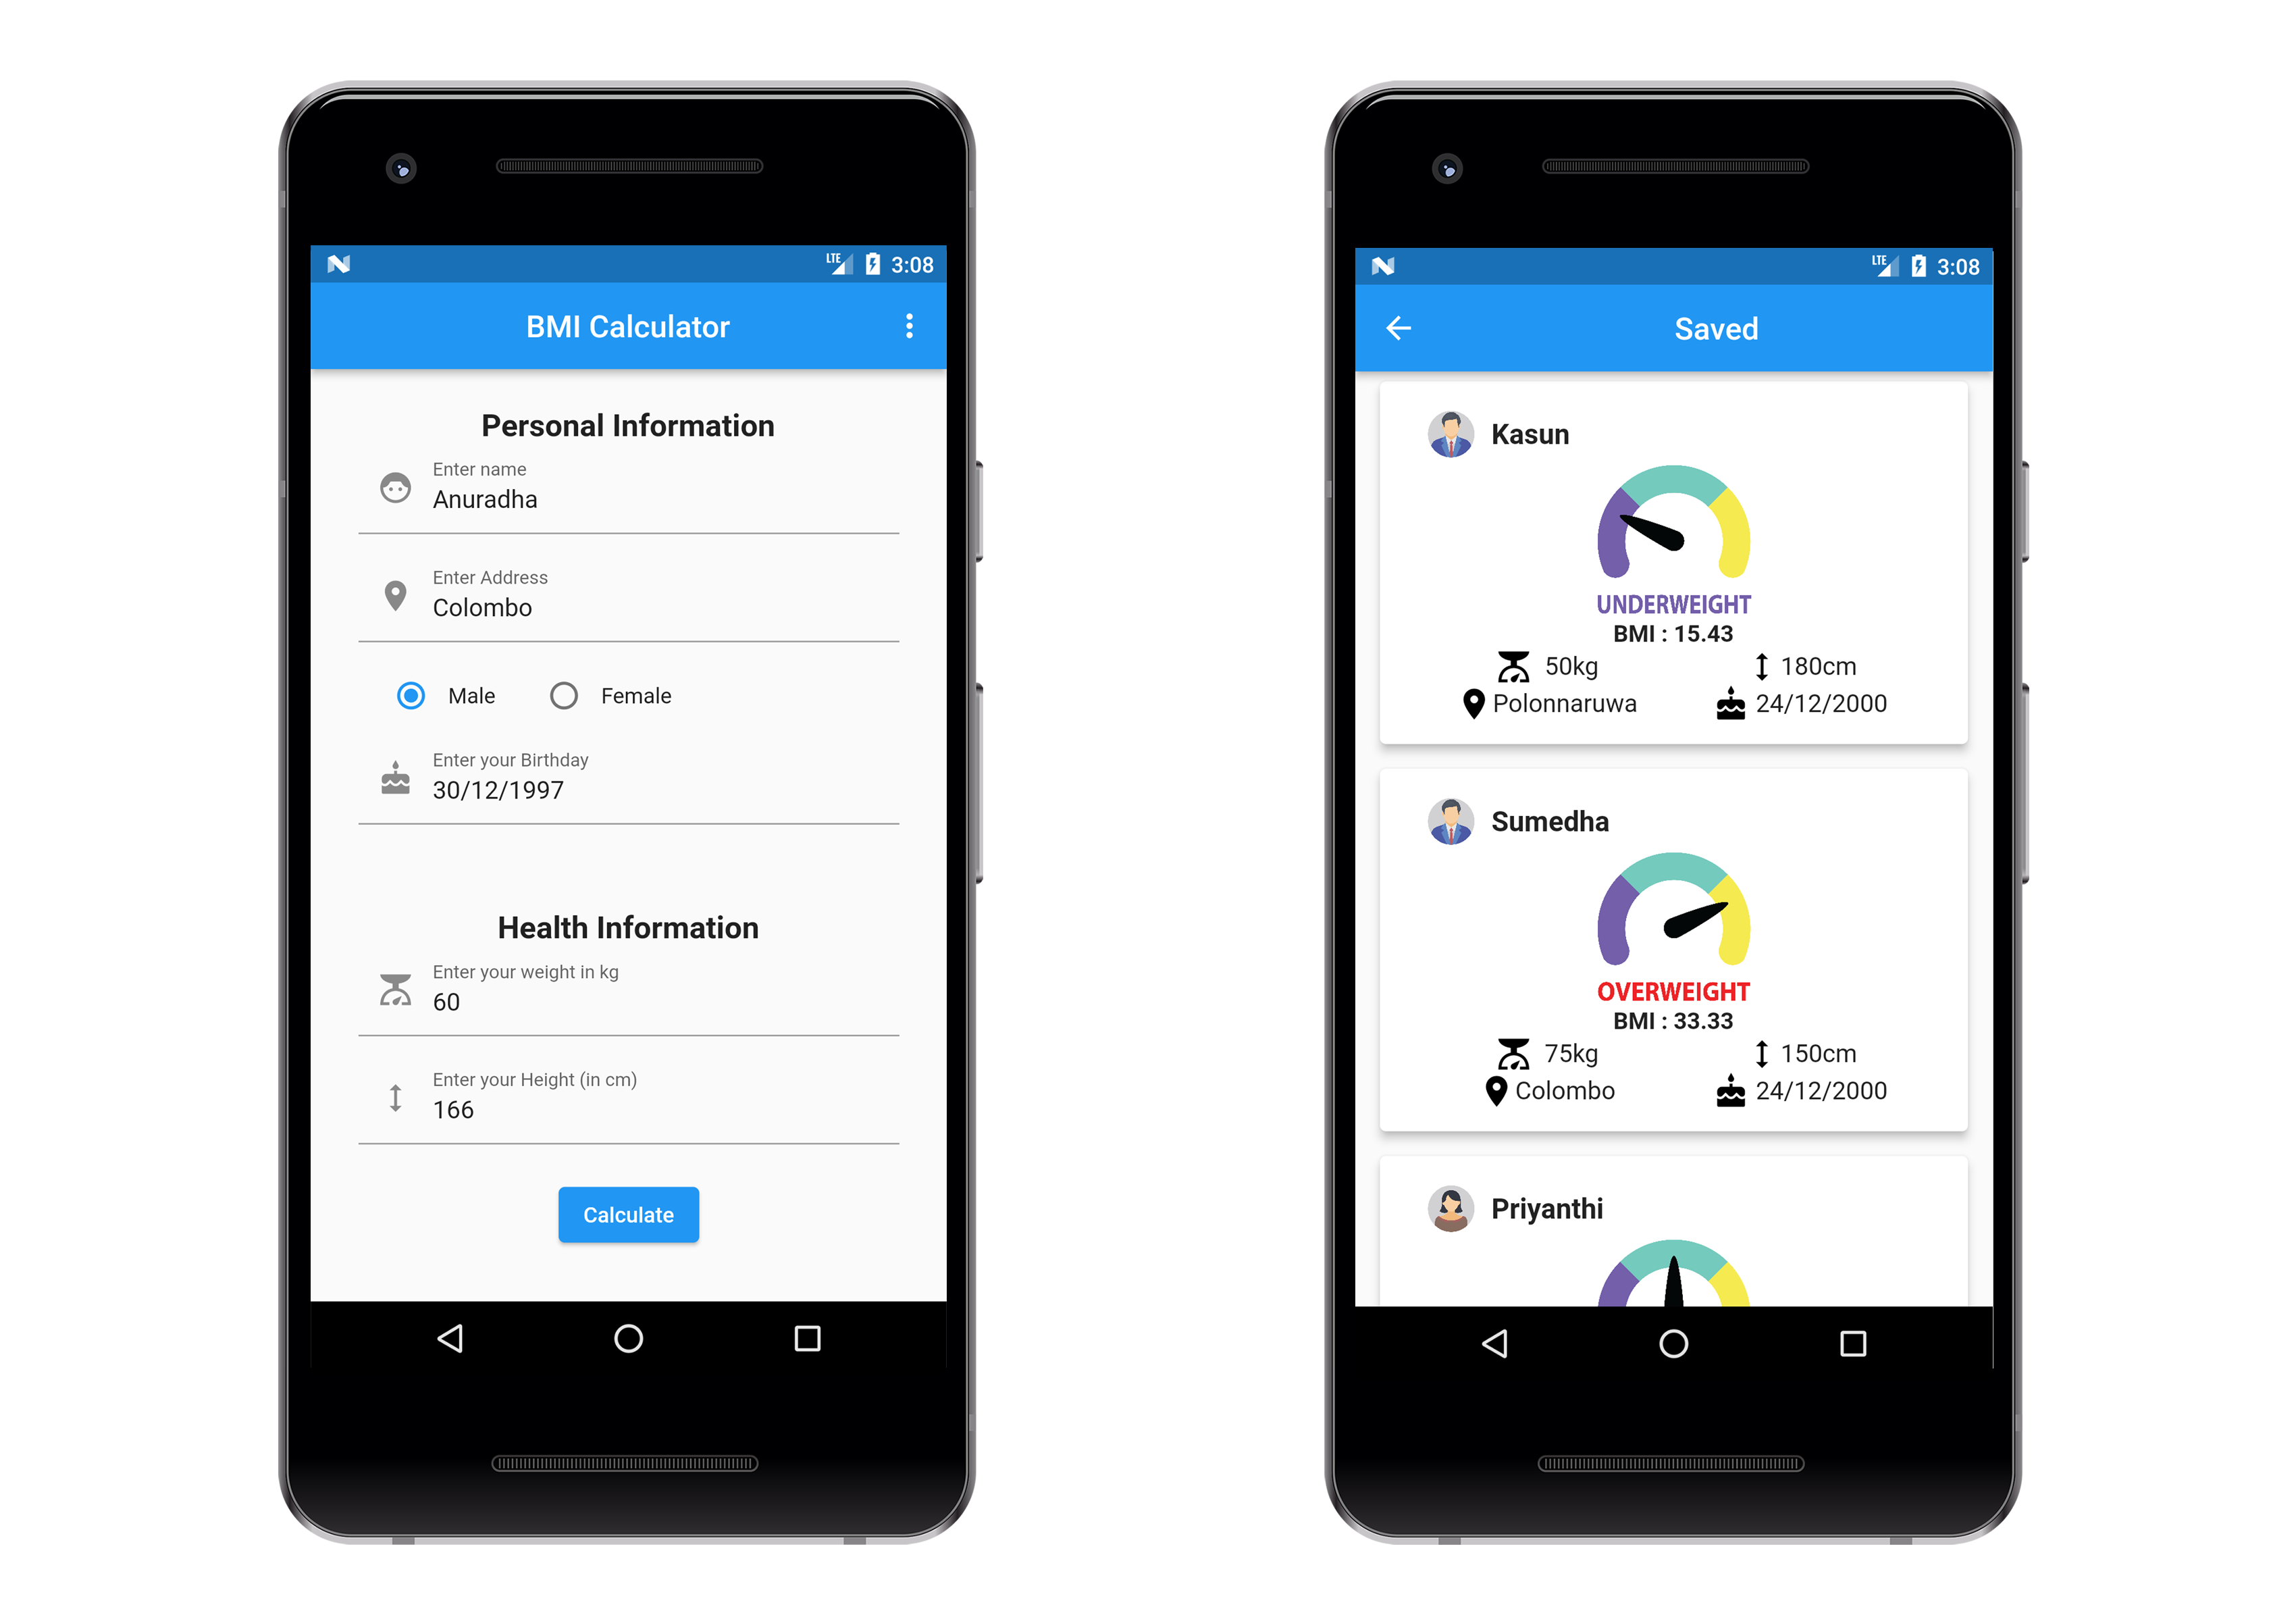 LTE 3:08
BMI Calculator
Personal Information
Enter name
Anuradha
Enter Address
Colombo
Male Female
Enter your Birthday
30/12/1997
Health Information
Enter your weight in kg
60
Enter your Height (in cm)
166
Calculate
LTE 3:08
Saved
Kasun
UNDERWEIGHT
BMI : 15.43
50kg 180cm
Polonnaruwa 24/12/2000
Sumedha
OVERWEIGHT
BMI : 33.33
75kg 150cm
Colombo 24/12/2000
Priyanthi